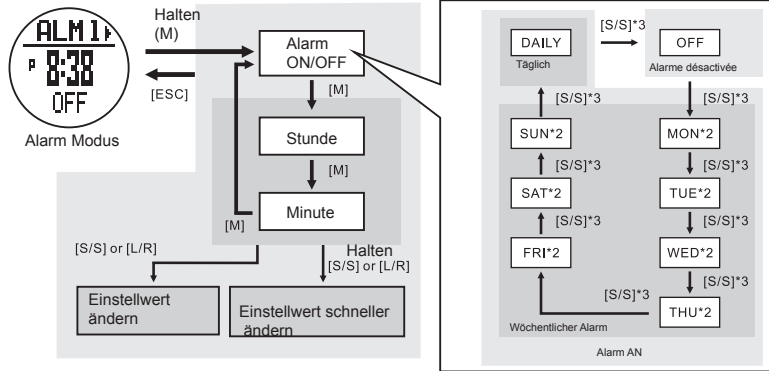 ALM1
P 8:38
OFF
Alarm Modus
Halten
(M)
[ESC]
Alarm
ON/OFF
[M]
Stunde
[M]
Minute
[M]
[S/S] or [L/R]
Halten
[S/S] or [L/R]
Einstellwert
ändern
Einstellwert schneller
ändern
DAILY
Täglich
[S/S]*3
OFF
Alarme désactivée
[S/S]*3
[S/S]*3
SUN*2
MON*2
[S/S]*3
[S/S]*3
SAT*2
TUE*2
[S/S]*3
[S/S]*3
FRI*2
WED*2
[S/S]*3
[S/S]*3
THU*2
Wöchentlicher Alarm
Alarm AN